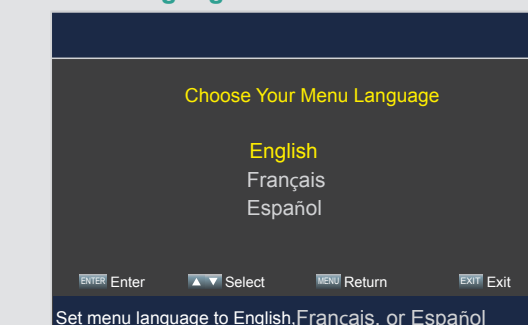 Choose Your Menu Language
English
Français
Español
ENTER Enter ▲ ▼ Select MENU Return EXIT Exit
Set menu language to English,Français, or Español